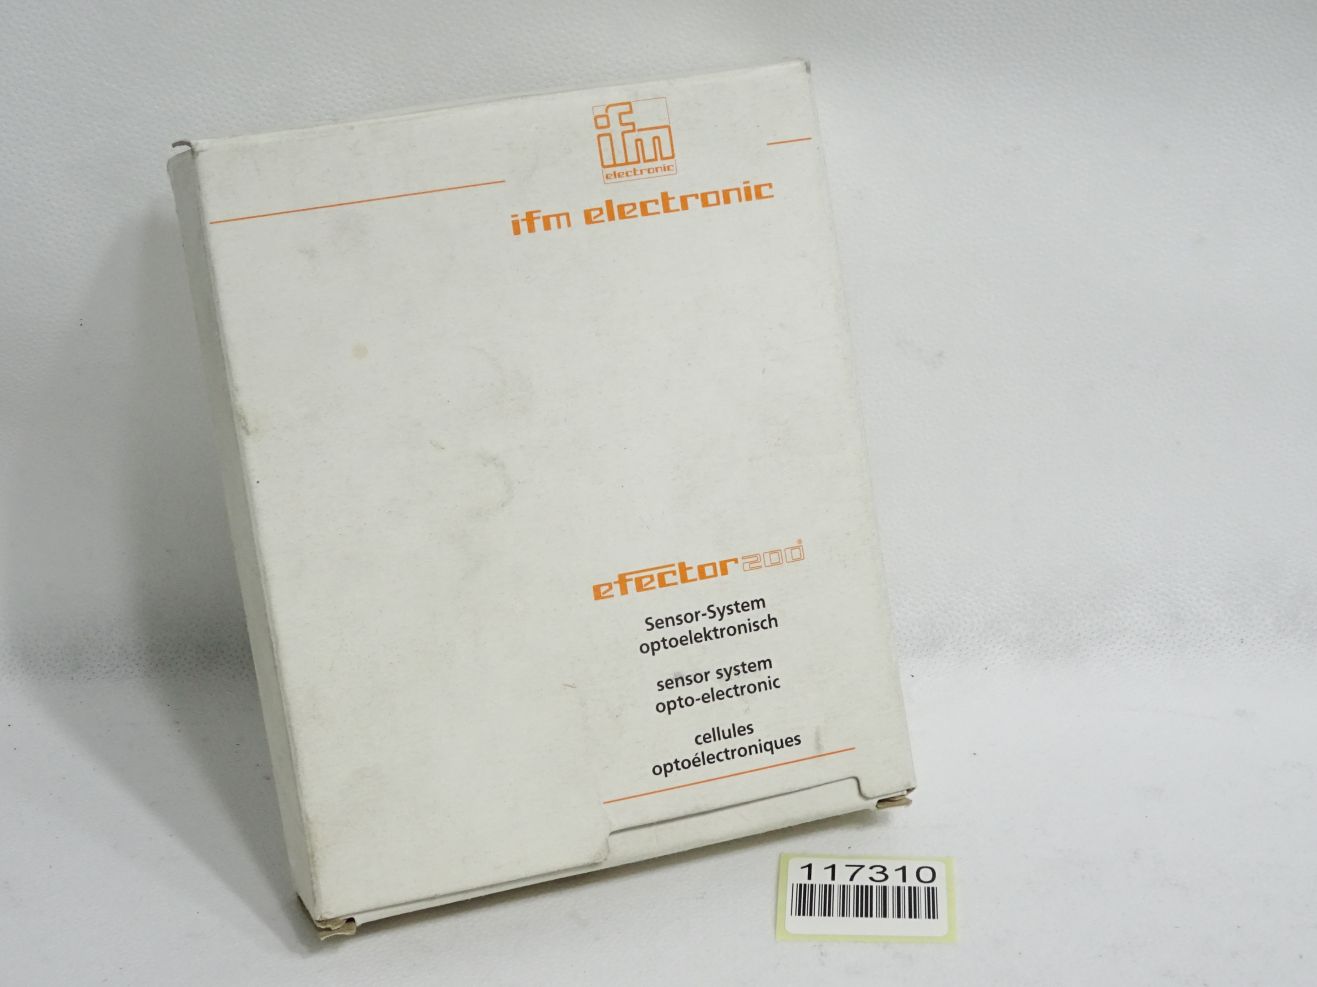 ifm
electronic
ifm electronic
efector200®
Sensor-System
optoelektronisch
sensor system
opto-electronic
cellules
optoélectroniques
117310